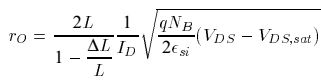 r_O = \frac{2L}{1 - \frac{\Delta L}{L}} \frac{1}{I_D} \sqrt{\frac{qN_B}{2\epsilon_{si}}(V_{DS} - V_{DS,sat})}